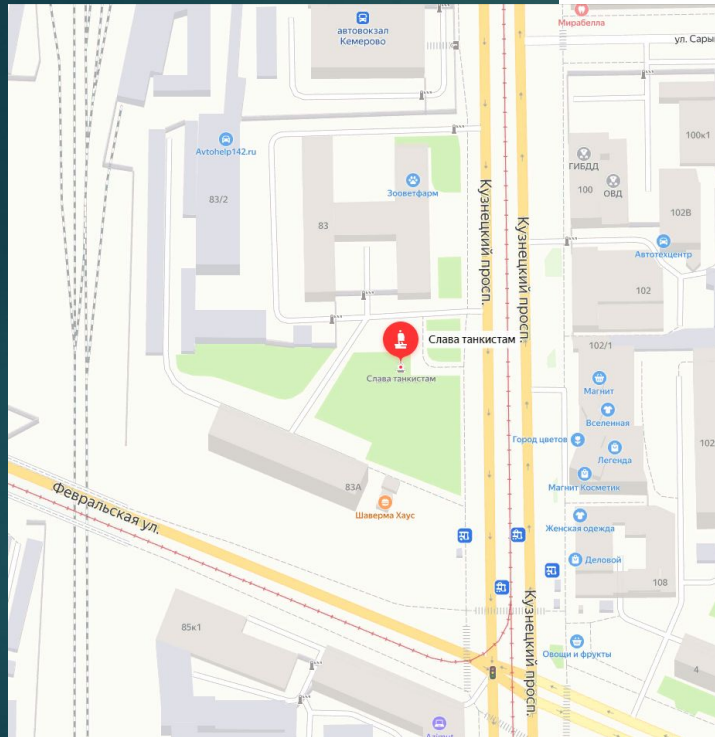 Мирабелла
автовокзал
Кемерово
ул. Сары
100к1
Avtohelp142.ru
ГИБДД
100
ОВД
Зооветфарм
83/2
102В
83
Кузнецкий просп.
Кузнецкий просп.
Автотехцентр
102
Слава танкистам
102/1
Слава танкистам
Магнит
Вселенная
Город цветов
102
Легенда
Магнит Косметик
83А
Февральская ул.
Шаверма Хаус
Женская одежда
Деловой
108
Кузнецкий просп.
85к1
Овощи и фрукты
4